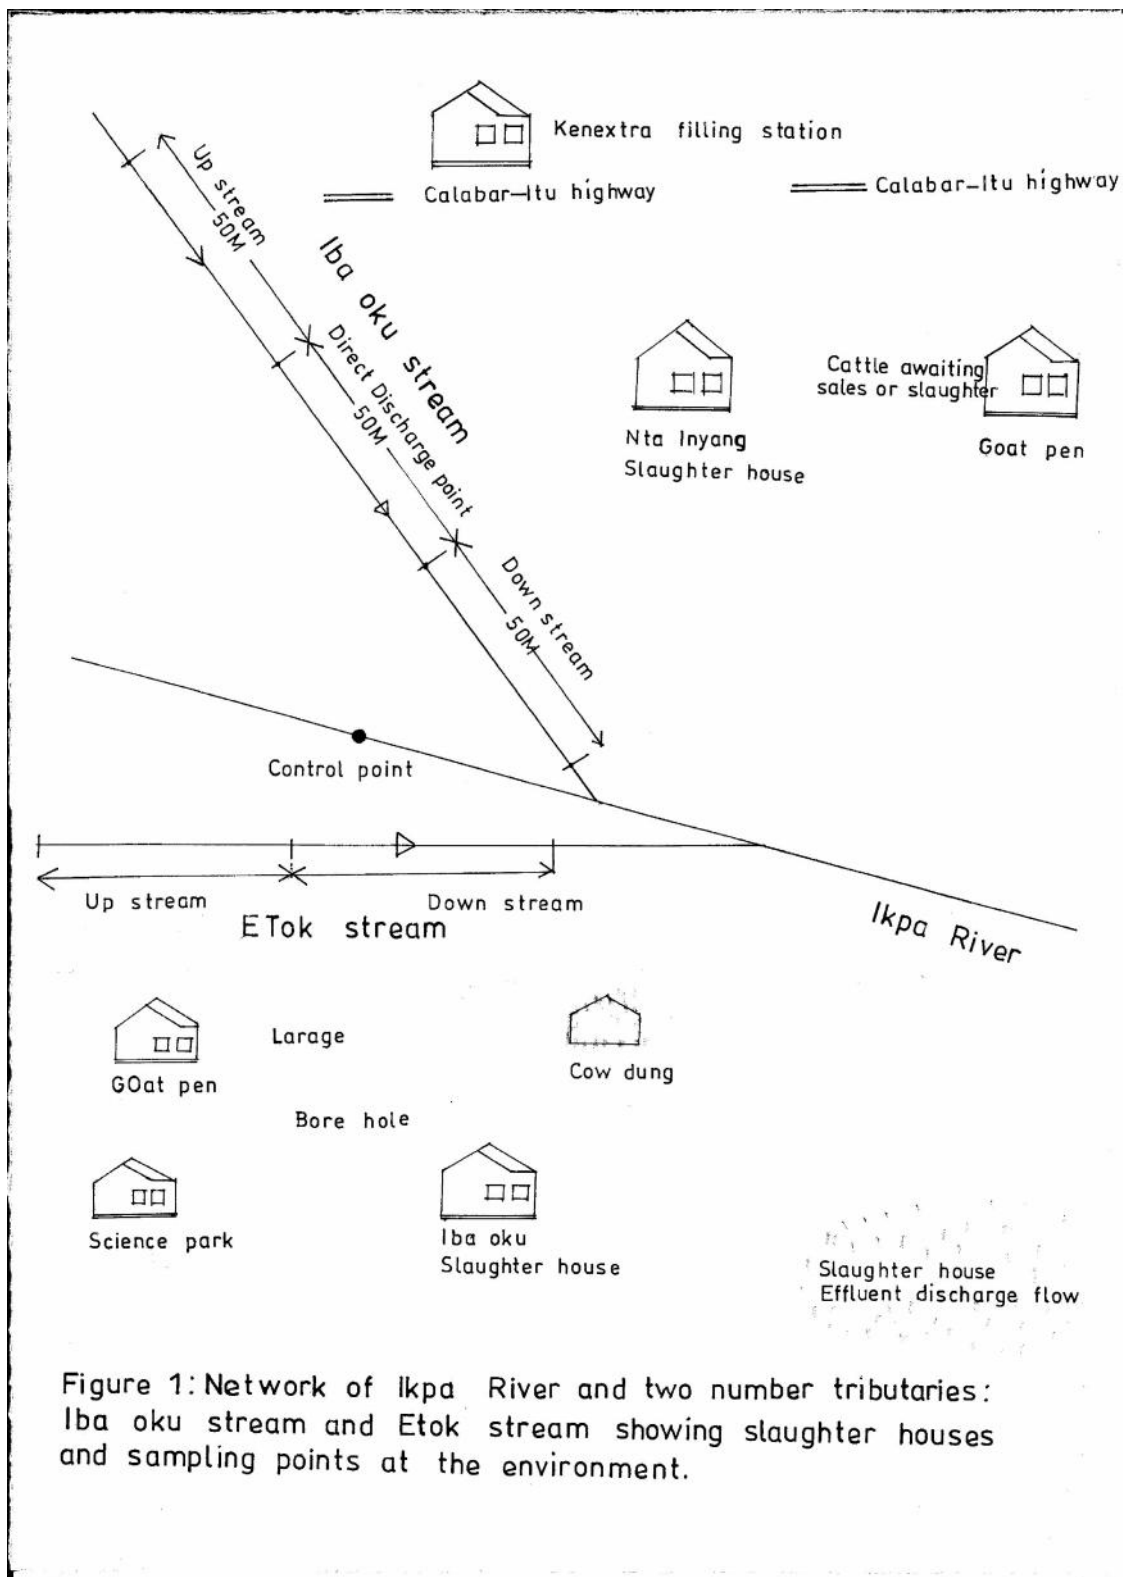 Kenextra filling station
Calabar-Itu highway
Calabar-Itu highway
Up stream
50M
Iba oku stream
Direct Discharge point
50M
Down stream
50M
Nta Inyang
Slaughter house
Cattle awaiting
sales or slaughter
Goat pen
Control point
Up stream
Down stream
ETok stream
Ikpa River
GOat pen
Larage
Cow dung
Bore hole
Science park
Iba oku
Slaughter house
Slaughter house
Effluent discharge flow
Figure 1: Network of Ikpa River and two number tributaries:
Iba oku stream and Etok stream showing slaughter houses
and sampling points at the environment.